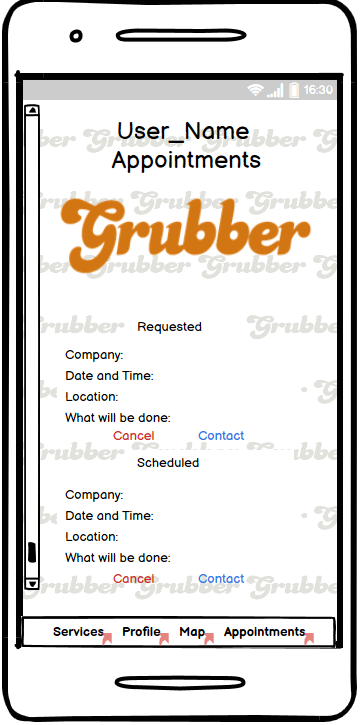 16:30
User_Name
Appointments
Grubber
Requested
Company:
Date and Time:
Location:
What will be done:
Cancel Contact
Scheduled
Company:
Date and Time:
Location:
What will be done:
Cancel Contact
Services Profile Map Appointments